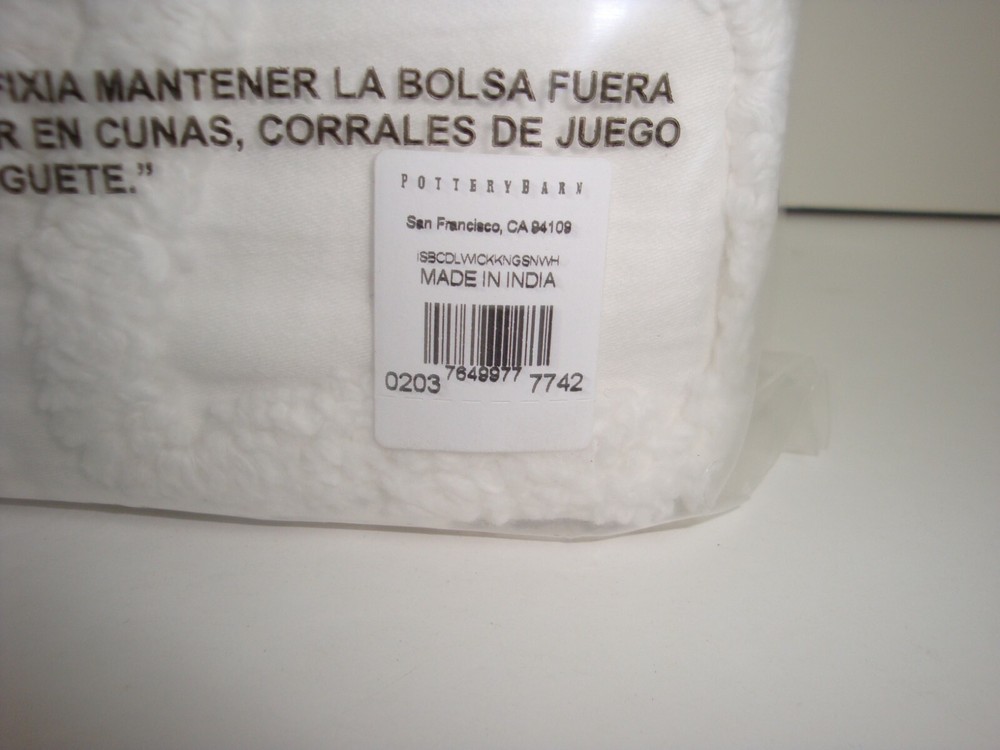 FIXIA MANTENER LA BOLSA FUERA
R EN CUNAS, CORRALES DE JUEGO
GUETE.”
POTTERYBARN
San Francisco, CA 94109
ISBCDLWICKKNGSNWH
MADE IN INDIA
0203 7649977 7742